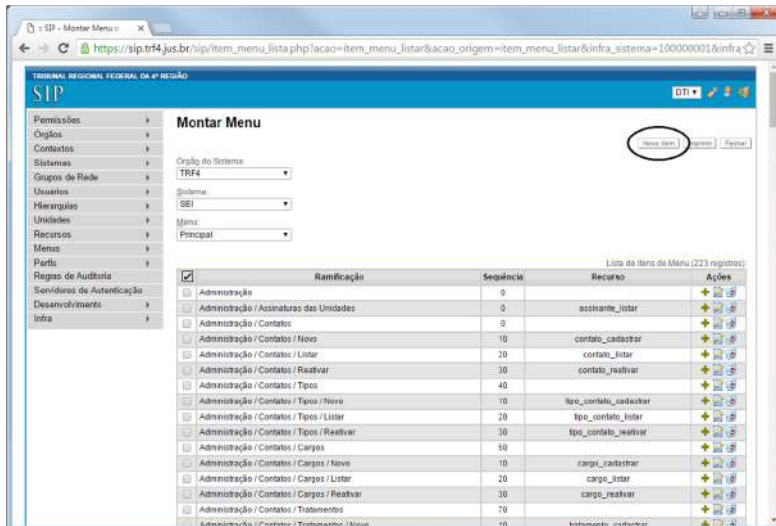 : SIP - Montar Menu :
https://sip.trf4.jus.br/sip/item_menu_lista.php?acao=item_menu_listar&acao_origem=item_menu_listar&infra_sistema=100000001&infra
TRIBUNAL REGIONAL FEDERAL DA 4ª REGIÃO
SIP
DTI
Permissões
Órgãos
Contextos
Sistemas
Grupos de Rede
Usuários
Hierarquias
Unidades
Recursos
Menus
Perfis
Regras de Auditoria
Servidores de Autenticação
Desenvolvimento
Infra
Montar Menu
Novo Item Imprimir Fechar
Órgão do Sistema:
TRF4
Sistema:
SEI
Menu:
Principal
Lista de Itens de Menu (223 registros):
Ramificação Sequência Recurso Ações
Administração 0
Administração / Assinaturas das Unidades 0 assinante_listar
Administração / Contatos 0
Administração / Contatos / Novo 10 contato_cadastrar
Administração / Contatos / Listar 20 contato_listar
Administração / Contatos / Reativar 30 contato_reativar
Administração / Contatos / Tipos 40
Administração / Contatos / Tipos / Novo 10 tipo_contato_cadastrar
Administração / Contatos / Tipos / Listar 20 tipo_contato_listar
Administração / Contatos / Tipos / Reativar 30 tipo_contato_reativar
Administração / Contatos / Cargos 50
Administração / Contatos / Cargos / Novo 10 cargo_cadastrar
Administração / Contatos / Cargos / Listar 20 cargo_listar
Administração / Contatos / Cargos / Reativar 30 cargo_reativar
Administração / Contatos / Tratamentos 70
Administração / Contatos / Tratamentos / Novo 10 tratamento_cadastrar